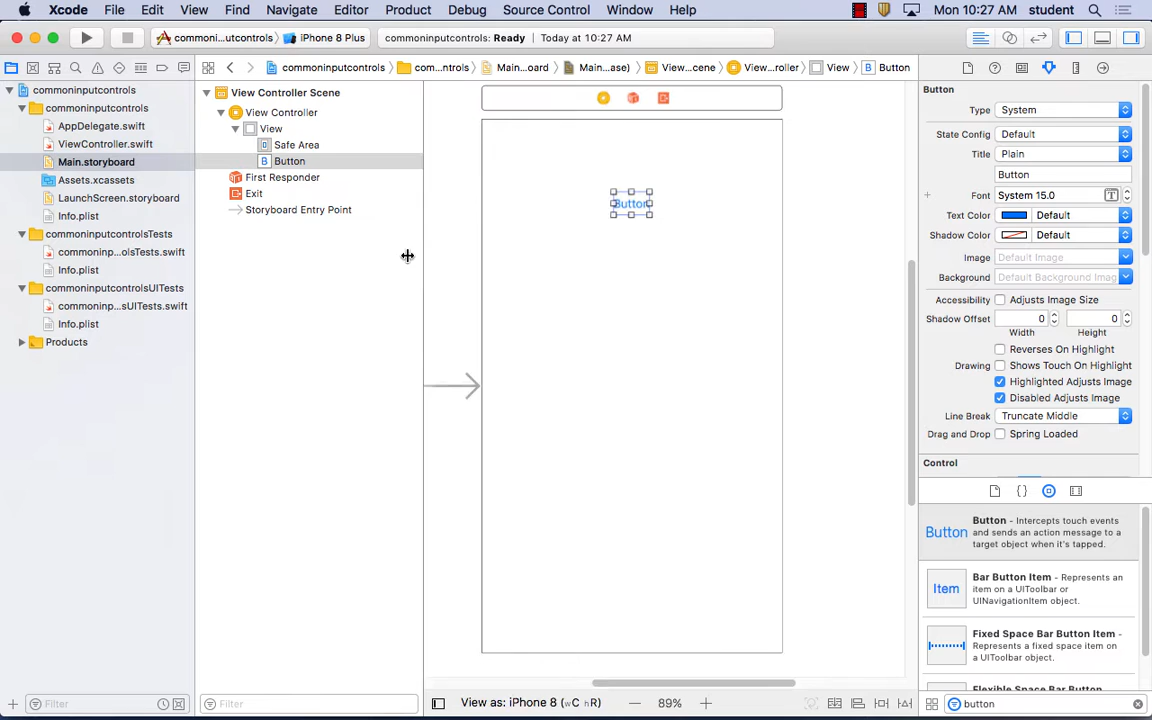 Xcode File Edit View Find Navigate Editor Product Debug Source Control Window Help Mon 10:27 AM student
commoni...utcontrols iPhone 8 Plus commoninputcontrols: Ready Today at 10:27 AM
commoninputcontrols com...ntrols Main...oard Main...ase) View...cene View...roller View B Button
commoninputcontrols
commoninputcontrols
AppDelegate.swift
ViewController.swift
Main.storyboard
Assets.xcassets
LaunchScreen.storyboard
Info.plist
commoninputcontrolsTests
commoninp...olsTests.swift
Info.plist
commoninputcontrolsUITests
commoninp...sUITests.swift
Info.plist
Products
Filter
View Controller Scene
View Controller
View
Safe Area
B Button
First Responder
Exit
Storyboard Entry Point
Filter
Button
View as: iPhone 8 (wC hR) 89%
Button
Type System
State Config Default
Title Plain
Button
Font System 15.0 T
Text Color Default
Shadow Color Default
Image Default Image
Background Default Background Imag
Accessibility Adjusts Image Size
Shadow Offset 0 0
Width Height
Reverses On Highlight
Drawing Shows Touch On Highlight
Highlighted Adjusts Image
Disabled Adjusts Image
Line Break Truncate Middle
Drag and Drop Spring Loaded
Control
Button
Button - Intercepts touch events
and sends an action message to a
target object when it's tapped.
Item
Bar Button Item - Represents an
item on a UIToolbar or
UINavigationItem object.
Fixed Space Bar Button Item -
Represents a fixed space item on
a UIToolbar object.
Flexible Space Bar Button
button